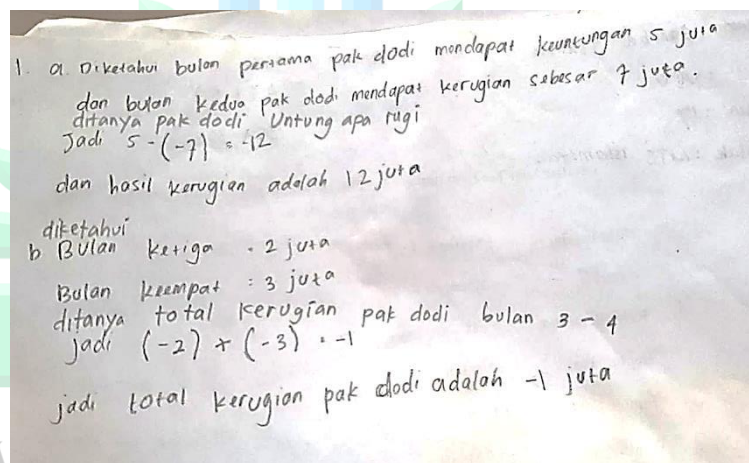 1. a. Diketahui bulan pertama pak dodi mendapat keuntungan 5 juta
dan bulan kedua pak dodi mendapat kerugian sebesar 7 juta.
ditanya pak dodi Untung apa rugi
Jadi 5 - (-7) = -12
dan hasil kerugian adalah 12 juta
diketahui
b Bulan ketiga = 2 juta
Bulan keempat : 3 juta
ditanya total kerugian pak dodi bulan 3 - 4
jadi (-2) + (-3) = -1
jadi total kerugian pak dodi adalah -1 juta